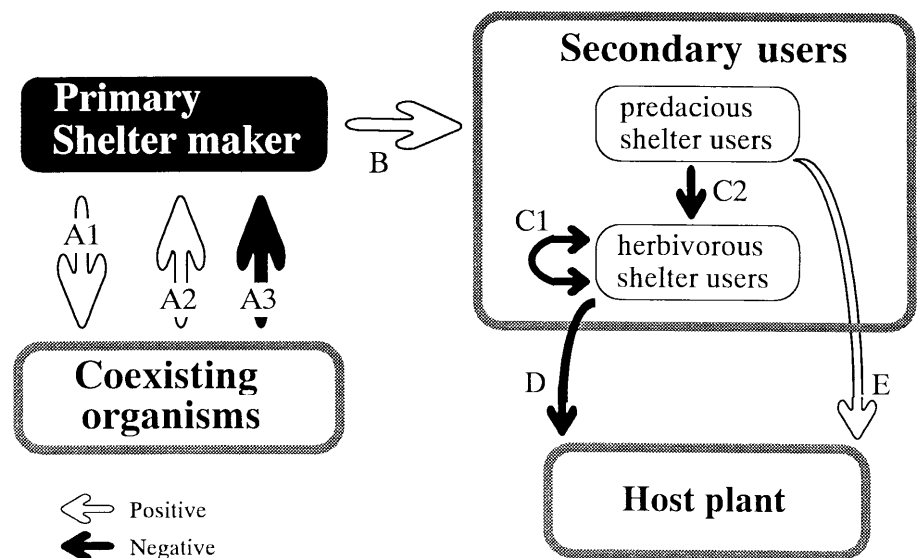 Primary
Shelter maker
B
Secondary users
predacious
shelter users
C2
C1
herbivorous
shelter users
A1
A2
A3
Coexisting
organisms
D
E
Host plant
Positive
Negative